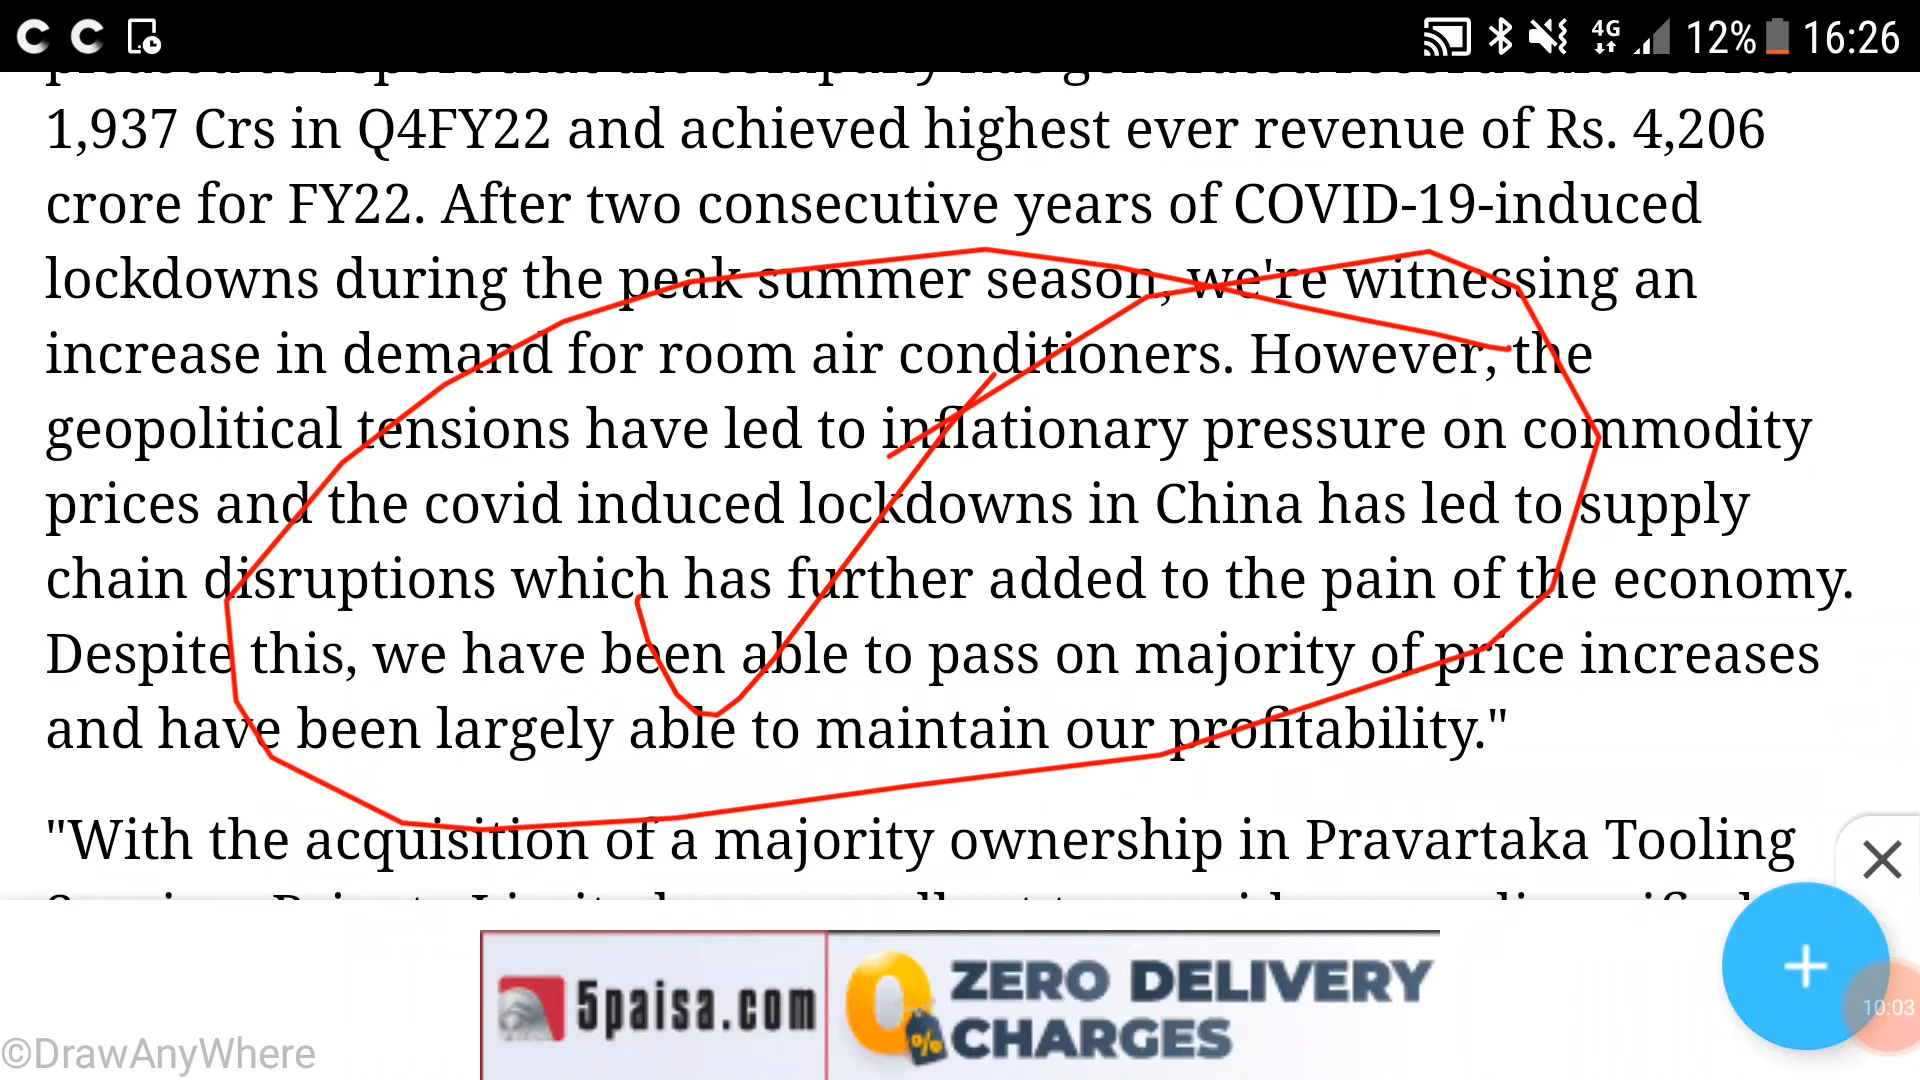 4G 12% 16:26
1,937 Crs in Q4FY22 and achieved highest ever revenue of Rs. 4,206
crore for FY22. After two consecutive years of COVID-19-induced
lockdowns during the peak summer season, we're witnessing an
increase in demand for room air conditioners. However, the
geopolitical tensions have led to inflationary pressure on commodity
prices and the covid induced lockdowns in China has led to supply
chain disruptions which has further added to the pain of the economy.
Despite this, we have been able to pass on majority of price increases
and have been largely able to maintain our profitability."
"With the acquisition of a majority ownership in Pravartaka Tooling
5paisa.com
ZERO DELIVERY
CHARGES
%
10:03
©DrawAnyWhere